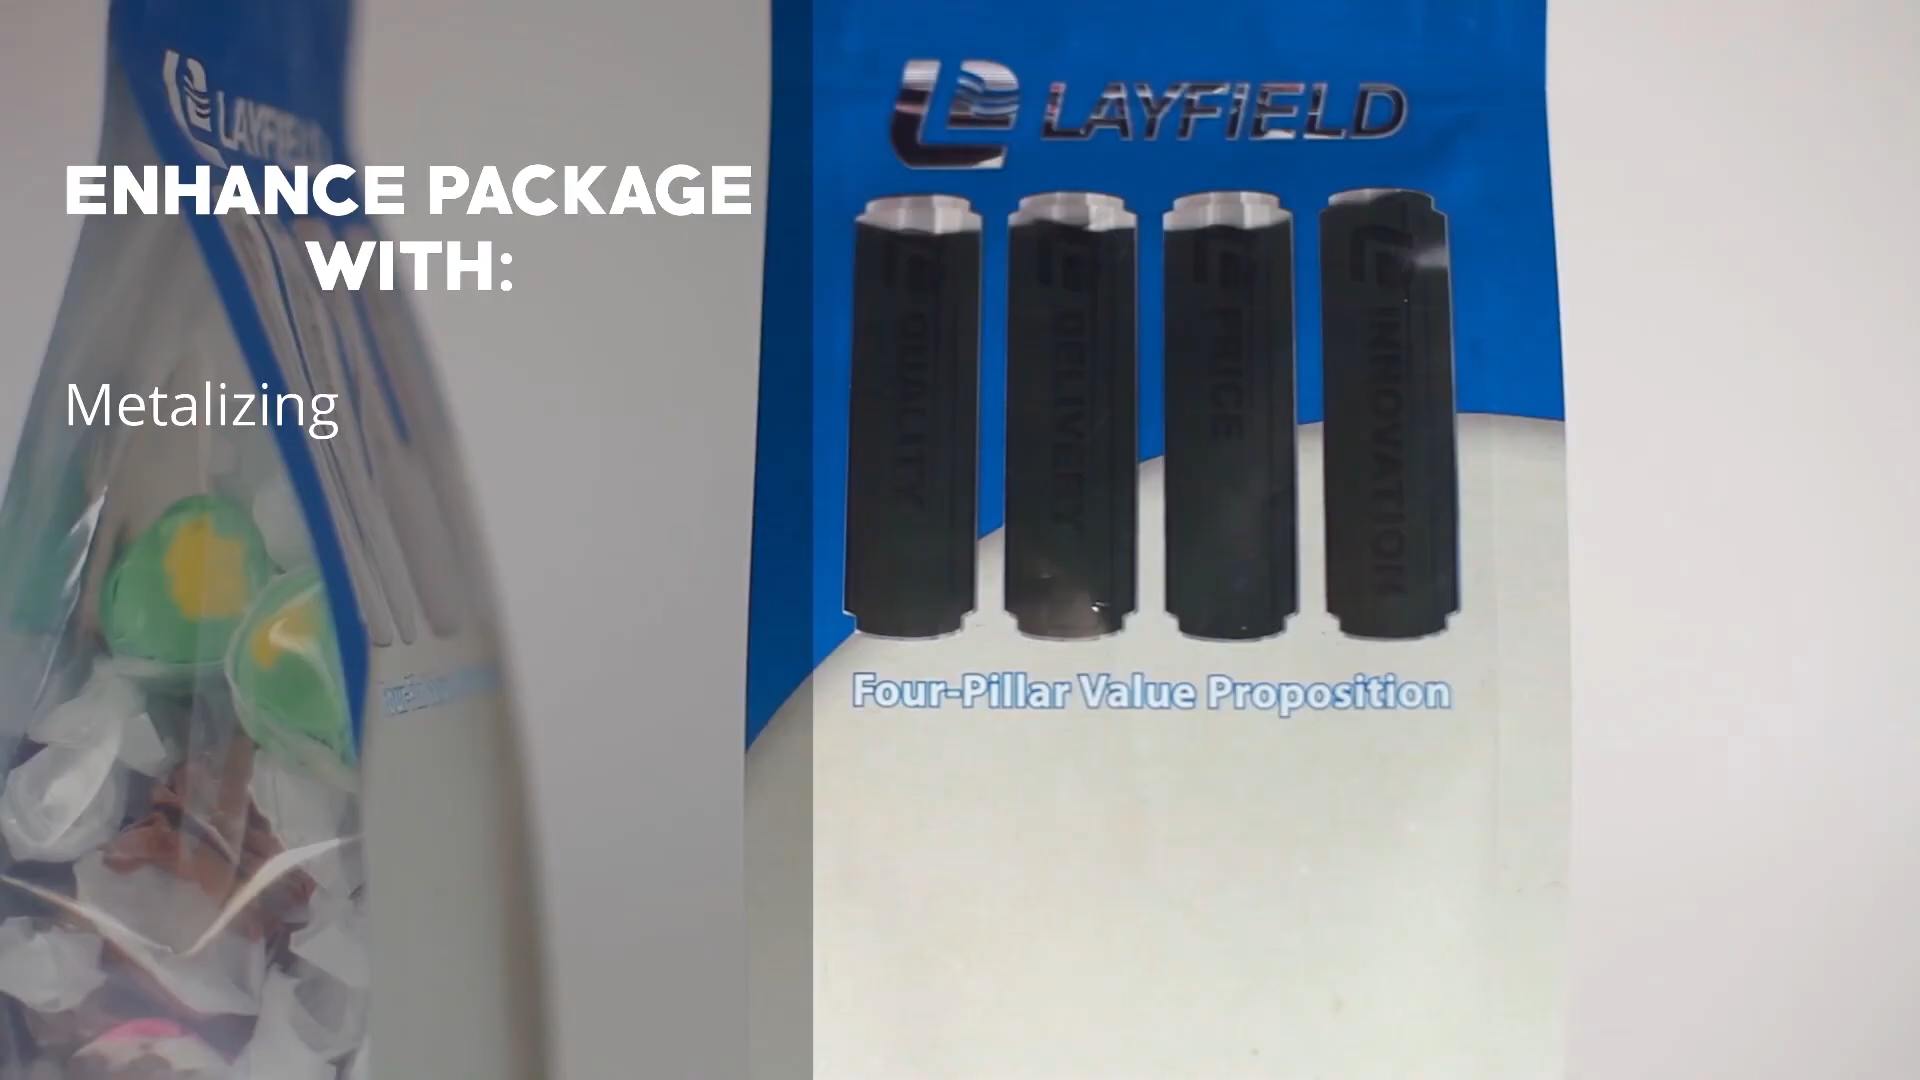 LAYFIELD
ENHANCE PACKAGE
WITH:
Metalizing
LAYFIELD
QUALITY
DELIVERY
PRICE
INNOVATION
Four-Pillar Value Proposition